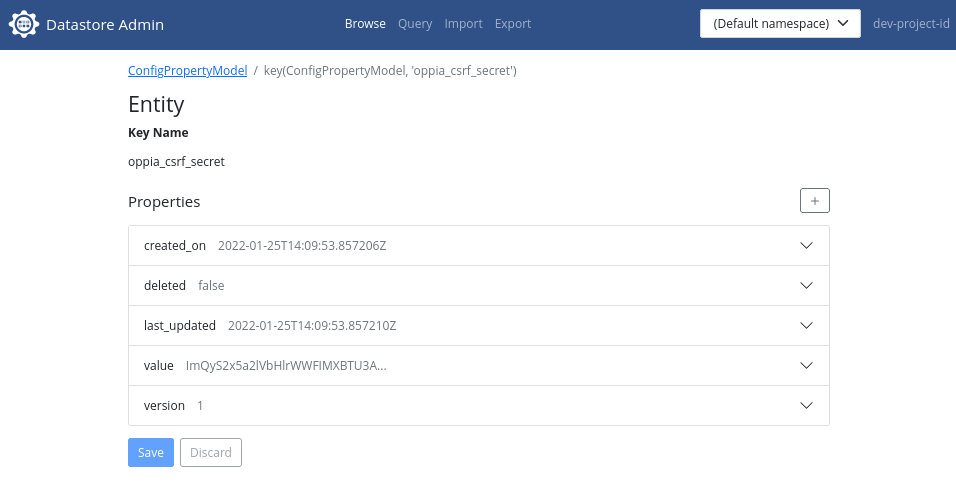 Datastore Admin Browse Query Import Export (Default namespace) dev-project-id
ConfigPropertyModel / key(ConfigPropertyModel, 'oppia_csrf_secret')
Entity
Key Name
oppia_csrf_secret
Properties +
created_on 2022-01-25T14:09:53.857206Z
deleted false
last_updated 2022-01-25T14:09:53.857210Z
value ImQyS2x5a2lVbHlrWWFIMXBTU3A...
version 1
Save Discard